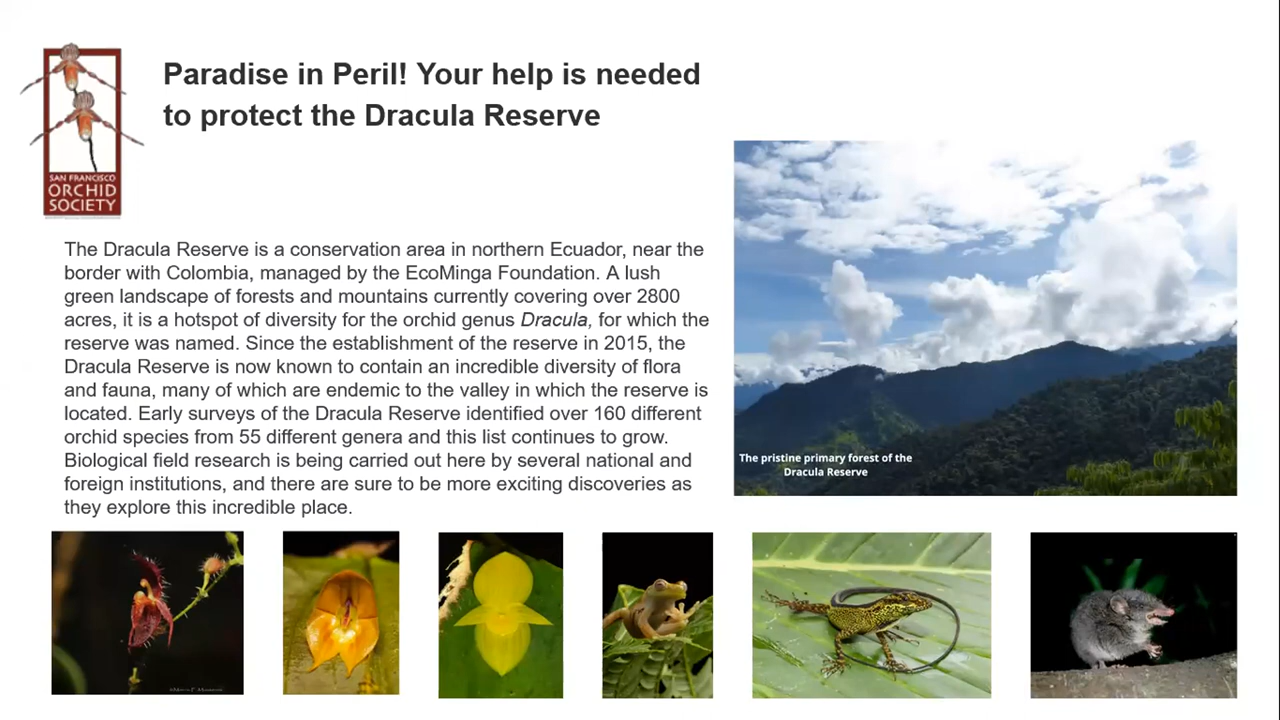 Paradise in Peril! Your help is needed
to protect the Dracula Reserve
SAN FRANCISCO
ORCHID
SOCIETY
The Dracula Reserve is a conservation area in northern Ecuador, near the
border with Colombia, managed by the EcoMinga Foundation. A lush
green landscape of forests and mountains currently covering over 2800
acres, it is a hotspot of diversity for the orchid genus Dracula, for which the
reserve was named. Since the establishment of the reserve in 2015, the
Dracula Reserve is now known to contain an incredible diversity of flora
and fauna, many of which are endemic to the valley in which the reserve is
located. Early surveys of the Dracula Reserve identified over 160 different
orchid species from 55 different genera and this list continues to grow.
Biological field research is being carried out here by several national and
foreign institutions, and there are sure to be more exciting discoveries as
they explore this incredible place.
The pristine primary forest of the
Dracula Reserve